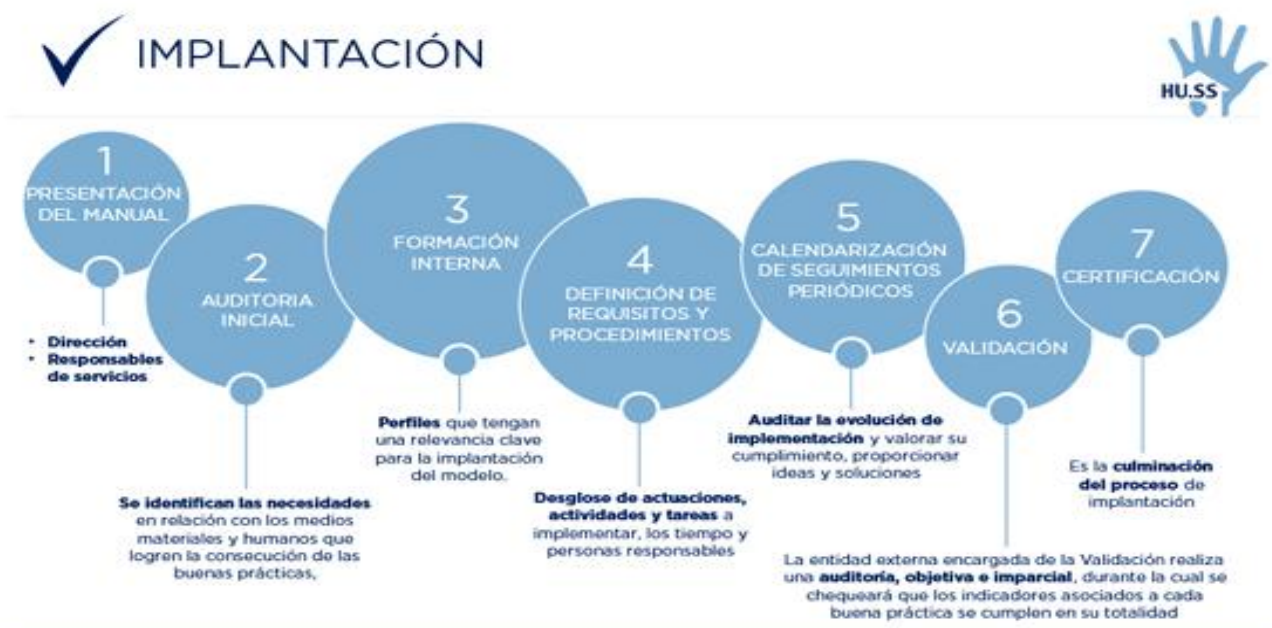 IMPLANTACIÓN
HU.SS
1
PRESENTACIÓN
DEL MANUAL
• Dirección
• Responsables
de servicios
2
AUDITORIA
INICIAL
Se identifican las necesidades
en relación con los medios
materiales y humanos que
logren la consecución de las
buenas prácticas,
3
FORMACIÓN
INTERNA
Perfiles que tengan
una relevancia clave
para la implantación
del modelo.
4
DEFINICIÓN DE
REQUISITOS Y
PROCEDIMIENTOS
Desglose de actuaciones,
actividades y tareas a
implementar, los tiempo y
personas responsables
5
CALENDARIZACIÓN
DE SEGUIMIENTOS
PERIÓDICOS
Auditar la evolución de
implementación y valorar su
cumplimiento, proporcionar
ideas y soluciones
6
VALIDACIÓN
La entidad externa encargada de la Validación realiza
una auditoría, objetiva e imparcial, durante la cual se
chequeará que los indicadores asociados a cada
buena práctica se cumplen en su totalidad
7
CERTIFICACIÓN
Es la culminación
del proceso de
implantación